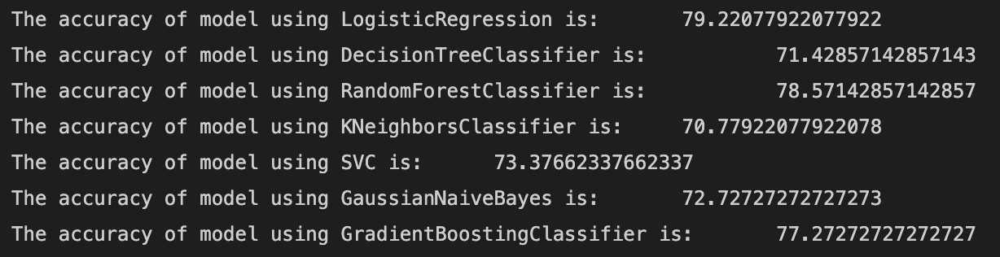 The accuracy of model using LogisticRegression is: 79.22077922077922
The accuracy of model using DecisionTreeClassifier is: 71.42857142857143
The accuracy of model using RandomForestClassifier is: 78.57142857142857
The accuracy of model using KNeighborsClassifier is: 70.77922077922078
The accuracy of model using SVC is: 73.37662337662337
The accuracy of model using GaussianNaiveBayes is: 72.72727272727273
The accuracy of model using GradientBoostingClassifier is: 77.27272727272727